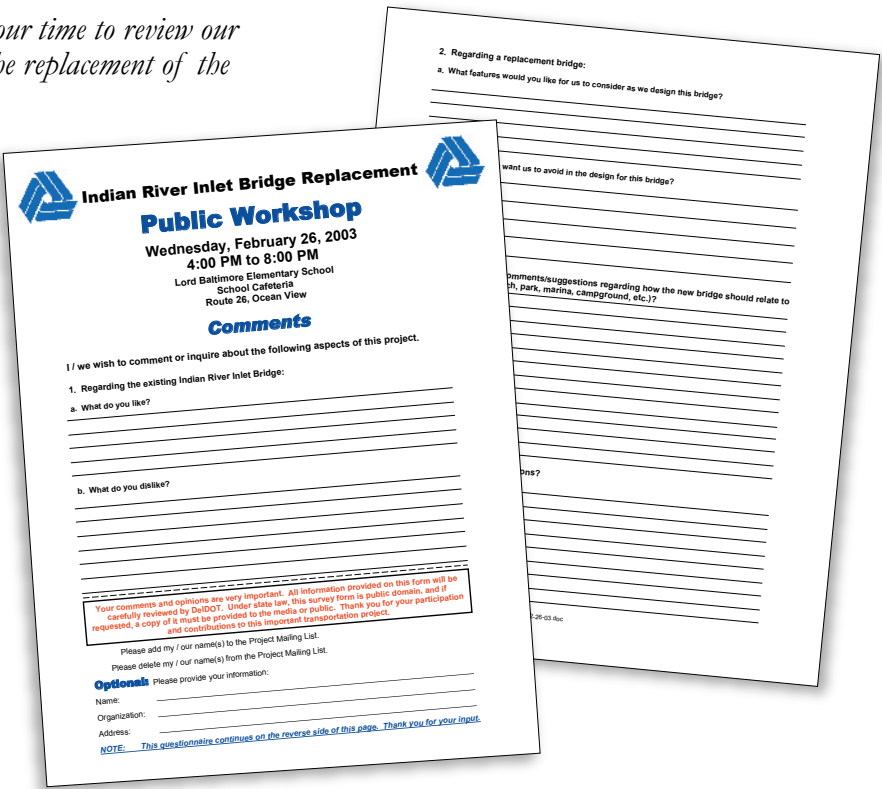 our time to review our
he replacement of the
Indian River Inlet Bridge Replacement
Public Workshop
Wednesday, February 26, 2003
4:00 PM to 8:00 PM
Lord Baltimore Elementary School
School Cafeteria
Route 26, Ocean View
Comments
I / we wish to comment or inquire about the following aspects of this project.
1. Regarding the existing Indian River Inlet Bridge:
a. What do you like?
b. What do you dislike?
Your comments and opinions are very important. All information provided on this form will be
carefully reviewed by DelDOT. Under state law, this survey form is public domain, and if
requested, a copy of it must be provided to the media or public. Thank you for your participation
and contributions to this important transportation project.
Please add my / our name(s) to the Project Mailing List.
Please delete my / our name(s) from the Project Mailing List.
Optional: Please provide your information:
Name:
Organization:
Address:
NOTE: This questionnaire continues on the reverse side of this page. Thank you for your input.
2. Regarding a replacement bridge:
a. What features would you like for us to consider as we design this bridge?
want us to avoid in the design for this bridge?
omments/suggestions regarding how the new bridge should relate to
ch, park, marina, campground, etc.)?
ons?
2-26-03.doc